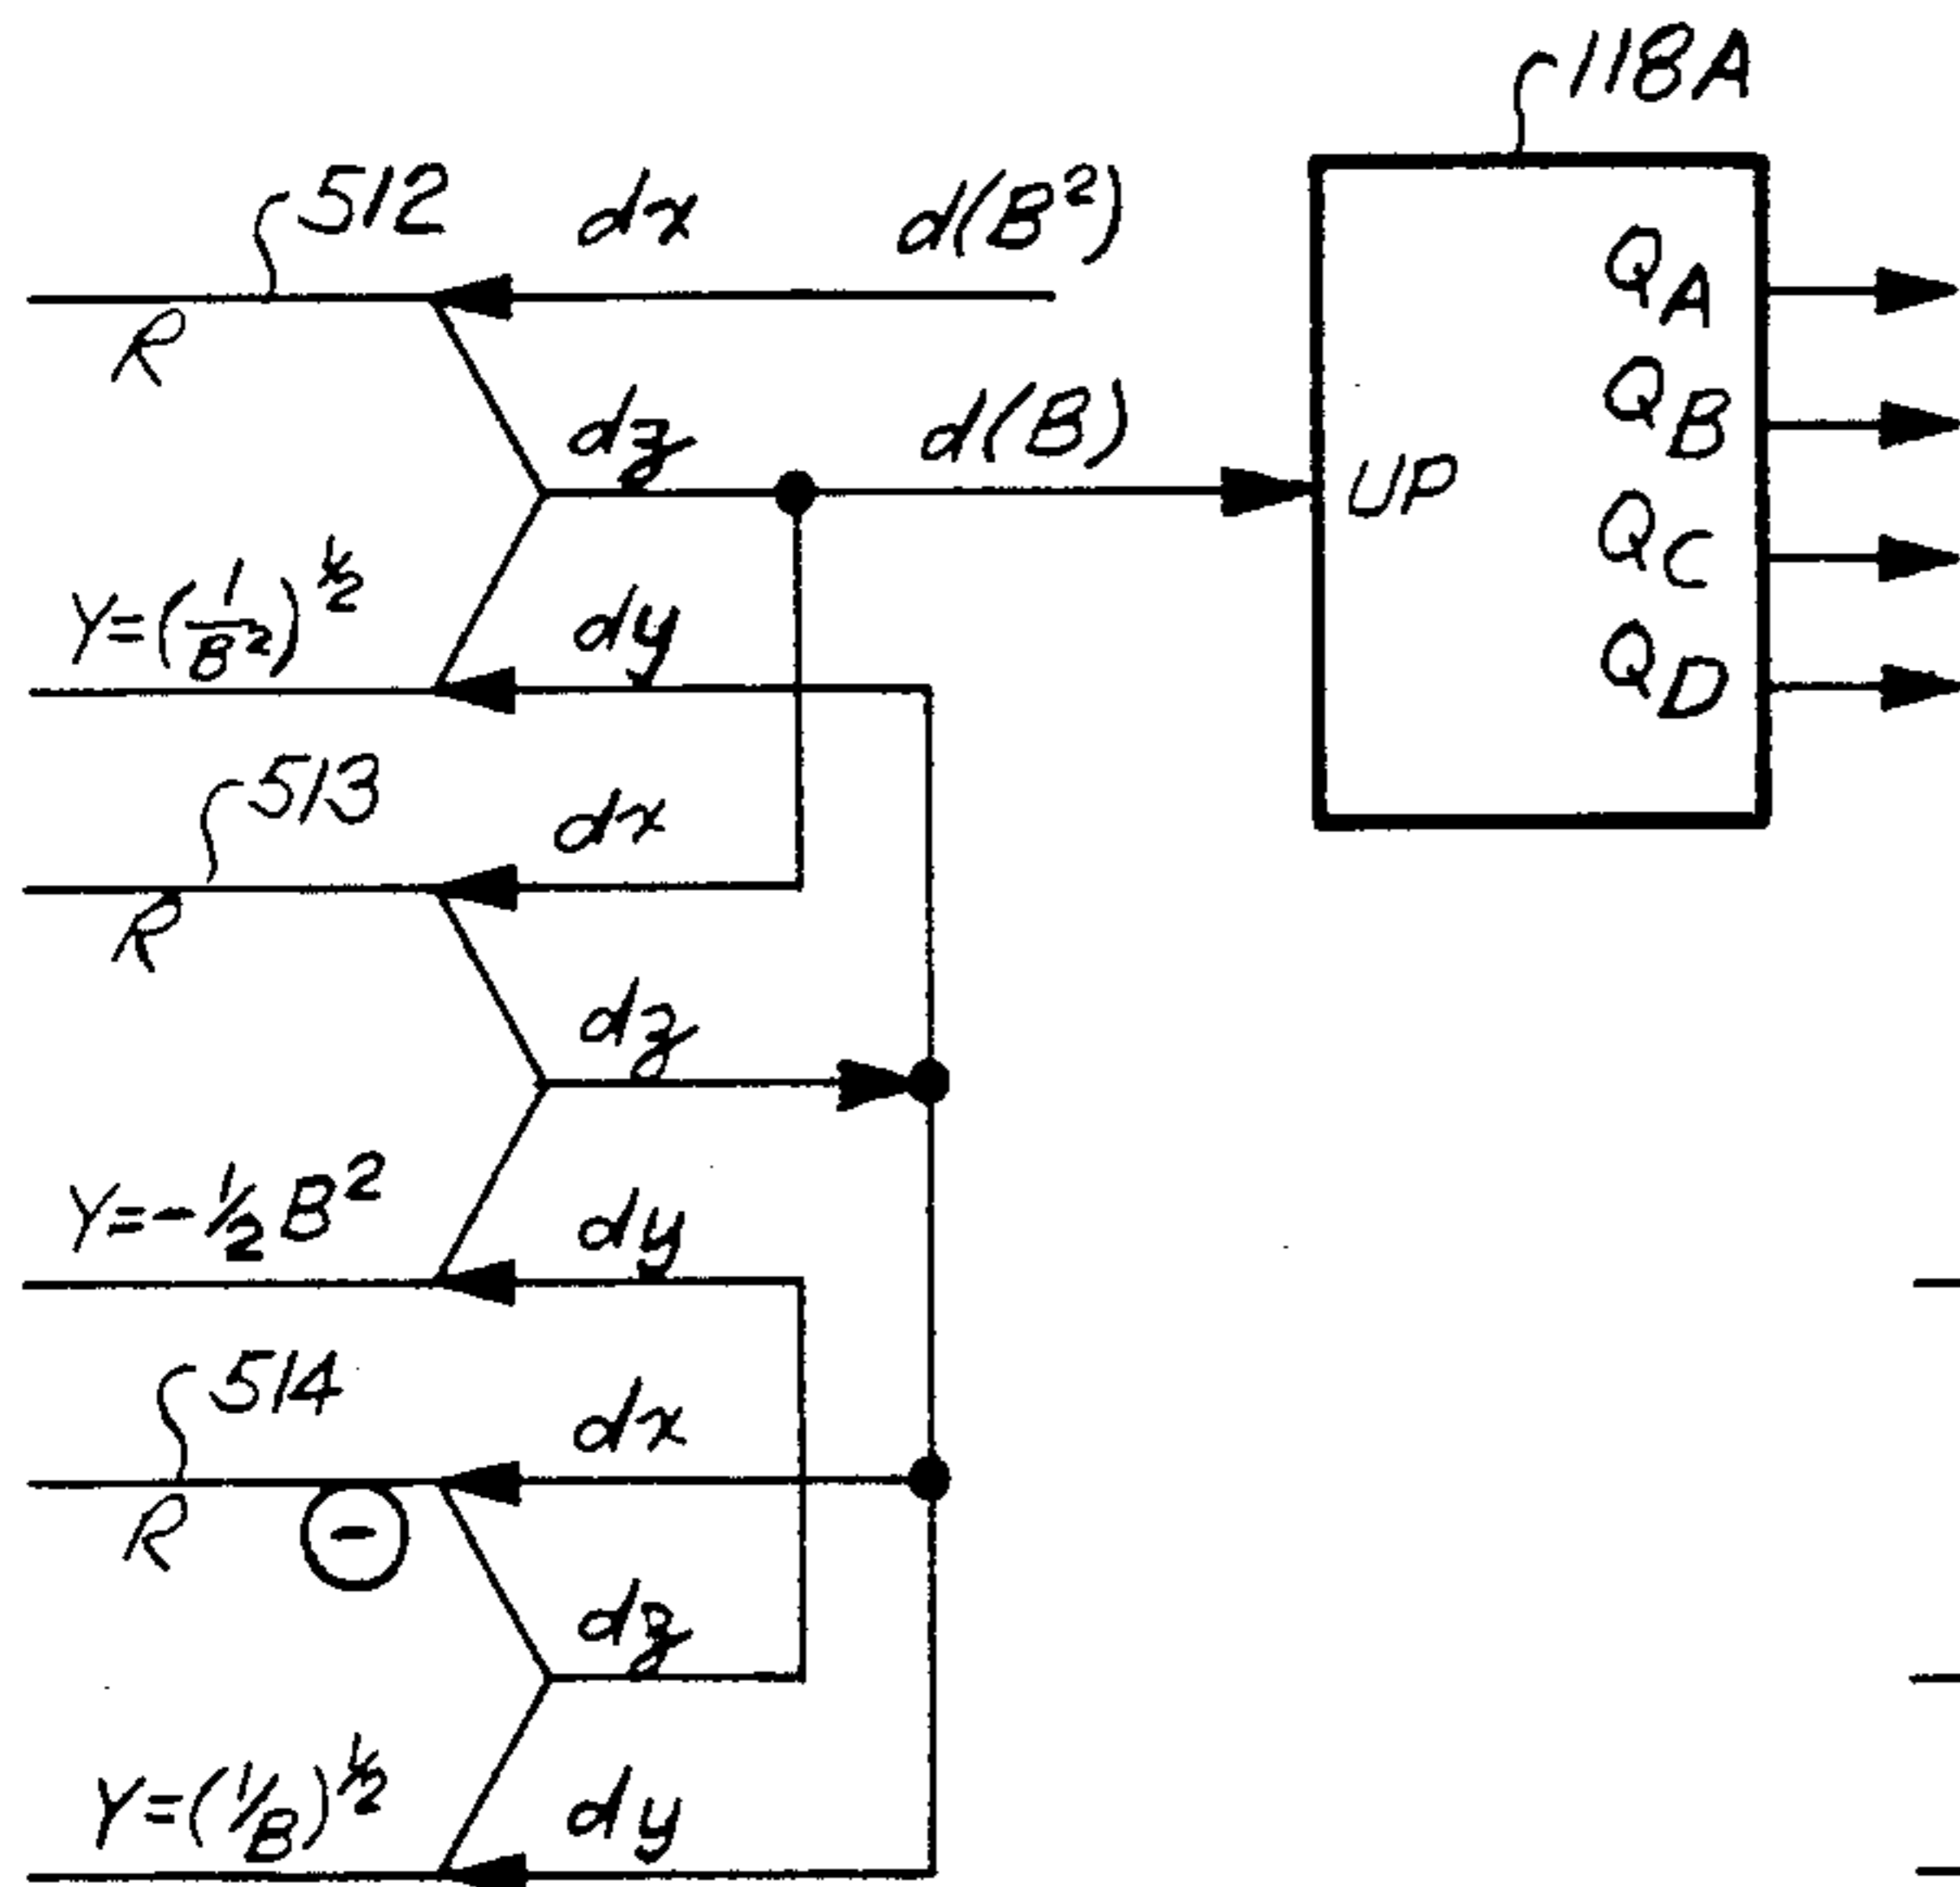 118A
512
dx
d(B²)
R
QA
dz
d(B)
QB
UP
QC
Y=(1/B²)^½
dy
QD
513
dx
R
dz
Y=-½B²
dy
514
dx
R
-
dz
Y=(1/B)^½
dy